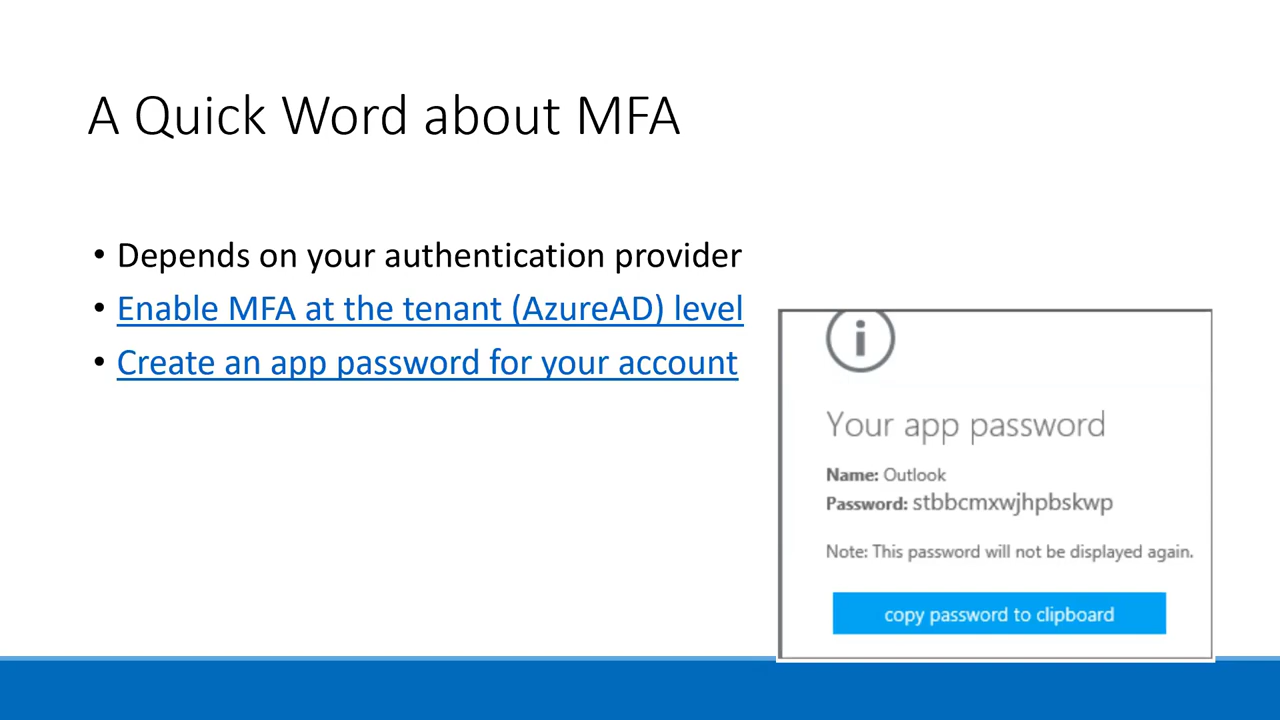 A Quick Word about MFA
• Depends on your authentication provider
• Enable MFA at the tenant (AzureAD) level
• Create an app password for your account
Your app password
Name: Outlook
Password: stbbcmxwjhpbskwp
Note: This password will not be displayed again.
copy password to clipboard